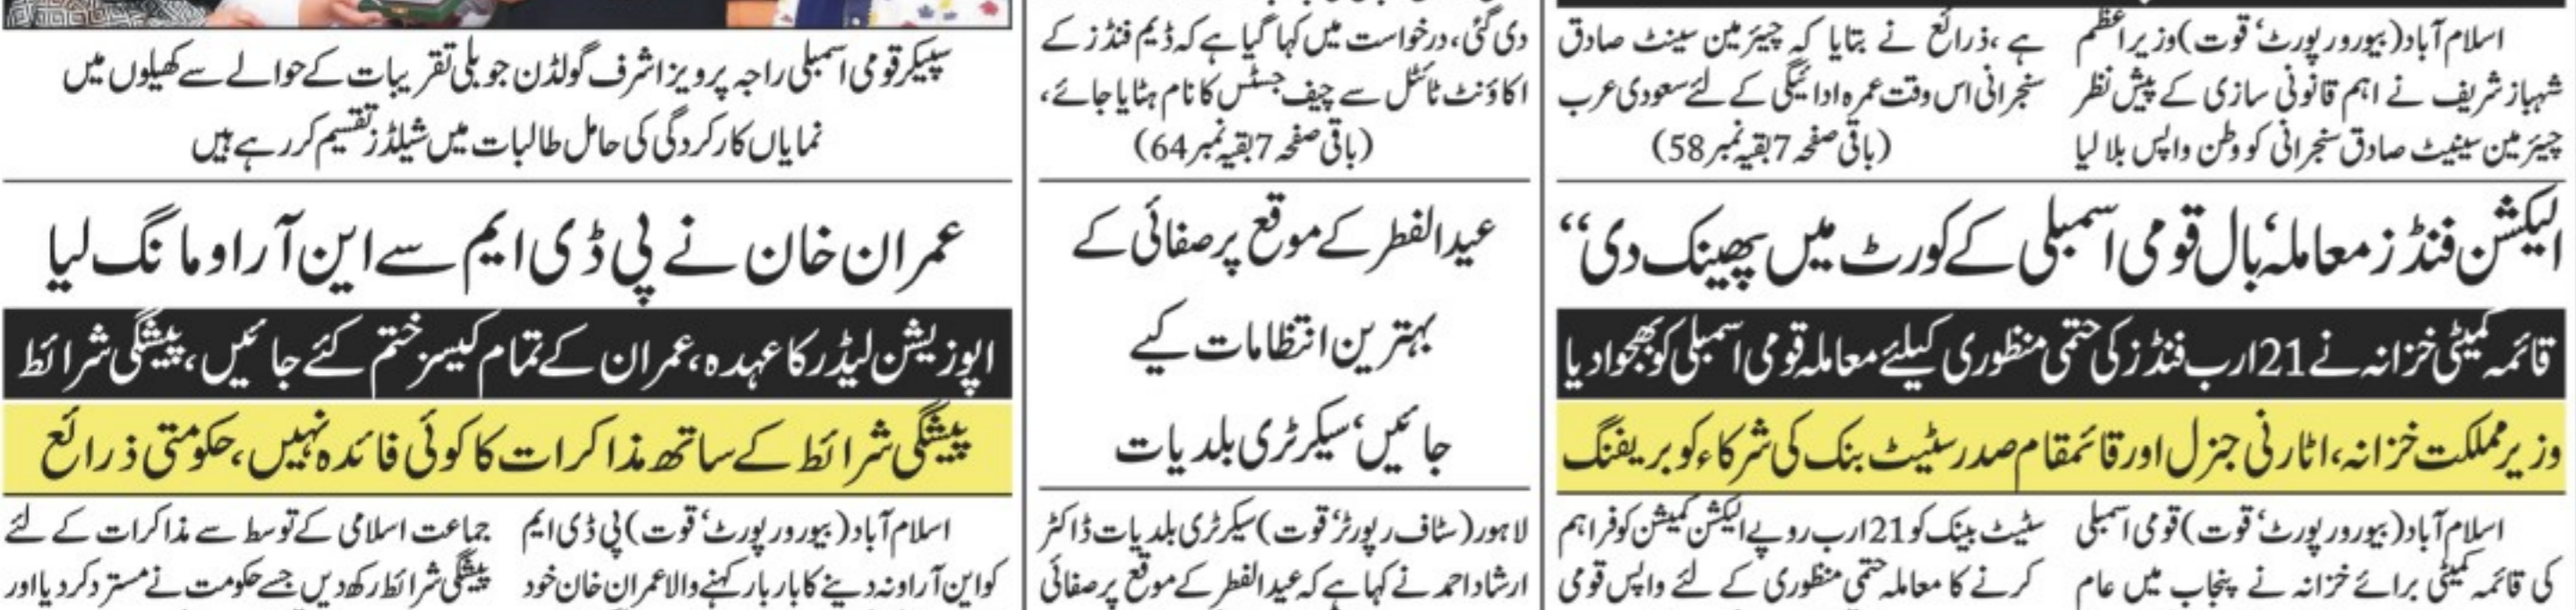 اسلام آباد (بیورورپورٹ‘ قوت) وزیراعظم
شہباز شریف نے اہم قانونی سازی کے پیش نظر
چیئرمین سینیٹ صادق سنجرانی کو وطن واپس بلا لیا
ہے، ذرائع نے بتایا کہ چیئرمین سینٹ صادق
سنجرانی اس وقت عمرہ ادائیگی کے لئے سعودی عرب
(باقی صفحہ 7 بقیہ نمبر 58)
الیکشن فنڈز معاملہ‘ بال قومی اسمبلی کے کورٹ میں پھینک دی‘‘
قائمہ کمیٹی خزانہ نے 21 ارب فنڈز کی حتمی منظوری کیلئے معاملہ قومی اسمبلی کو بھجوا دیا
وزیر مملکت خزانہ، اٹارنی جنرل اور قائمقام صدر سٹیٹ بنک کی شرکاء کو بریفنگ
اسلام آباد (بیورورپورٹ‘ قوت) قومی اسمبلی
کی قائمہ کمیٹی برائے خزانہ نے پنجاب میں عام
سٹیٹ بینک کو 21 ارب روپے الیکشن کمیشن کو فراہم
کرنے کا معاملہ حتمی منظوری کے لئے واپس قومی
دی گئی، درخواست میں کہا گیا ہے کہ ڈیم فنڈز کے
اکاؤنٹ ٹائٹل سے چیف جسٹس کا نام ہٹایا جائے،
(باقی صفحہ 7 بقیہ نمبر 64)
عیدالفطر کے موقع پر صفائی کے
بہترین انتظامات کیے
جائیں‘ سیکرٹری بلدیات
لاہور (سٹاف رپورٹر‘ قوت) سیکرٹری بلدیات ڈاکٹر
ارشاد احمد نے کہا ہے کہ عیدالفطر کے موقع پر صفائی
سپیکر قومی اسمبلی راجہ پرویز اشرف گولڈن جوبلی تقریبات کے حوالے سے کھیلوں میں
نمایاں کارکردگی کی حامل طالبات میں شیلڈز تقسیم کر رہے ہیں
عمران خان نے پی ڈی ایم سے این آر او مانگ لیا
اپوزیشن لیڈر کا عہدہ، عمران کے تمام کیسز ختم کئے جائیں، پیشگی شرائط
پیشگی شرائط کے ساتھ مذاکرات کا کوئی فائدہ نہیں، حکومتی ذرائع
اسلام آباد (بیورورپورٹ‘ قوت) پی ڈی ایم
کو این آر او نہ دینے کا بار بار کہنے والا عمران خان خود
جماعت اسلامی کے توسط سے مذاکرات کے لئے
پیشگی شرائط رکھ دیں جسے حکومت نے مسترد کر دیا اور